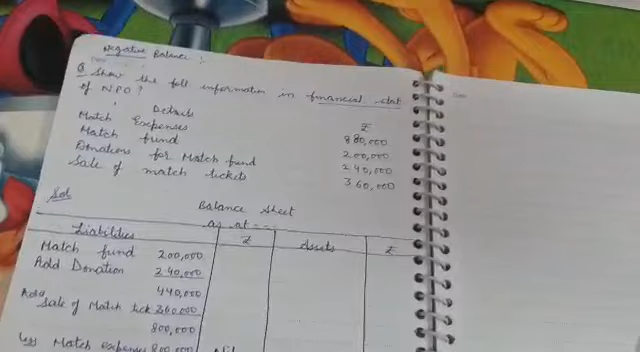 Negative Balance :
Q Show the foll information in financial stat
of NPO?
Details ₹
Match Expenses 880,000
Match fund 200,000
Donations for Match fund 240,000
Sale of match tickets 360,000
Sol
Balance Sheet
as at ---
Liabilities ₹ Assets ₹
Match fund 200,000
Add Donation 240,000
440,000
Add Sale of Match tick 360,000
800,000
Less Match expenses 800,000 Nil